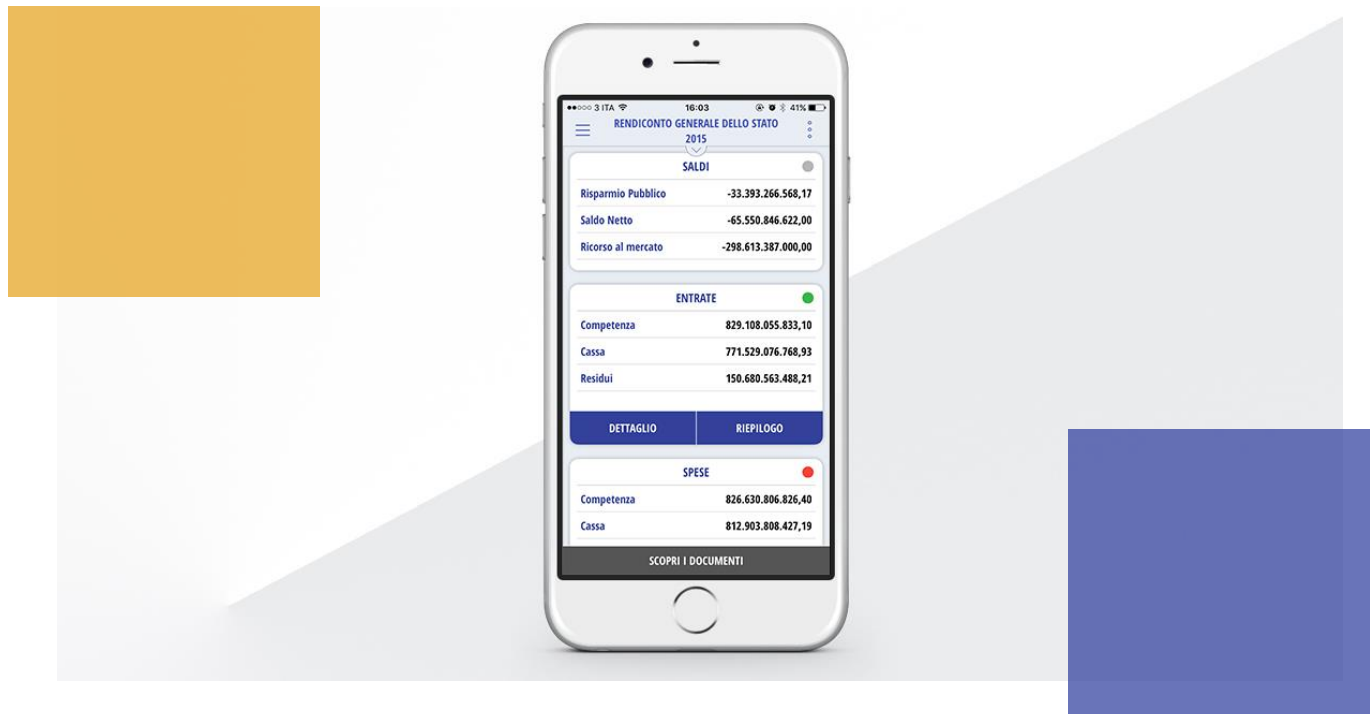 3 ITA 16:03 41%
RENDICONTO GENERALE DELLO STATO
2015
SALDI
Risparmio Pubblico -33.393.266.568,17
Saldo Netto -65.550.846.622,00
Ricorso al mercato -298.613.387.000,00
ENTRATE
Competenza 829.108.055.833,10
Cassa 771.529.076.768,93
Residui 150.680.563.488,21
DETTAGLIO RIEPILOGO
SPESE
Competenza 826.630.806.826,40
Cassa 812.903.808.427,19
SCOPRI I DOCUMENTI